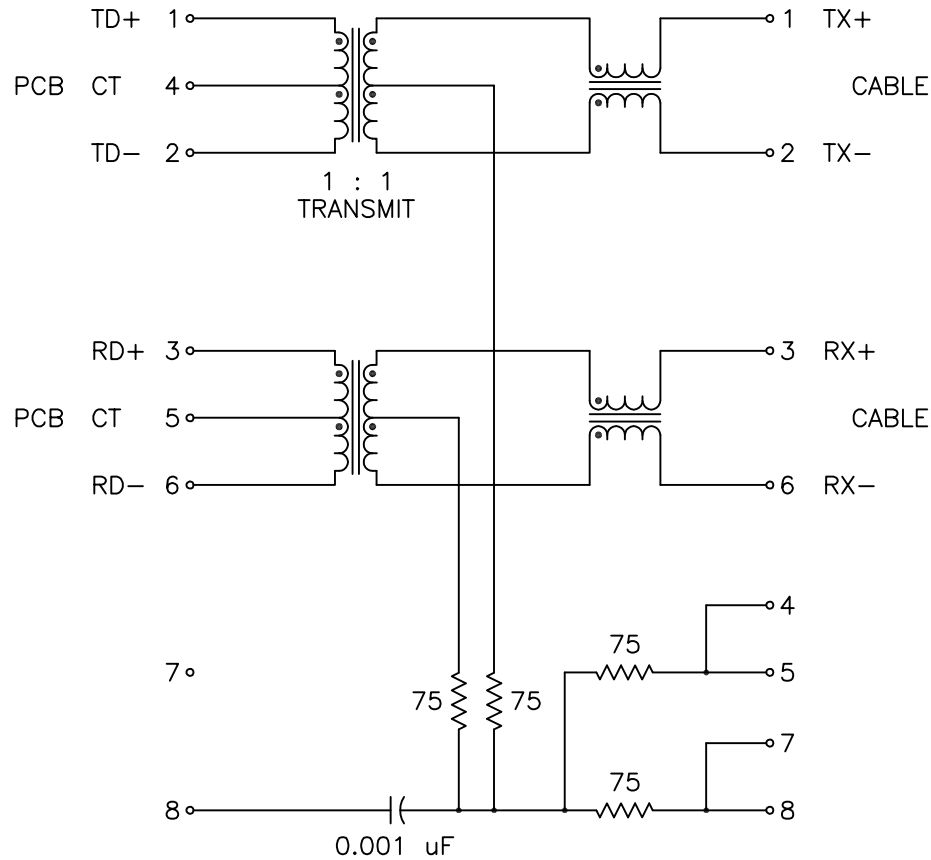 TD+ 1 1 TX+
PCB CT 4 CABLE
TD- 2 2 TX-
1 : 1
TRANSMIT
RD+ 3 3 RX+
PCB CT 5 CABLE
RD- 6 6 RX-
4
75
7 5
75 75
7
75
8 8
0.001 uF